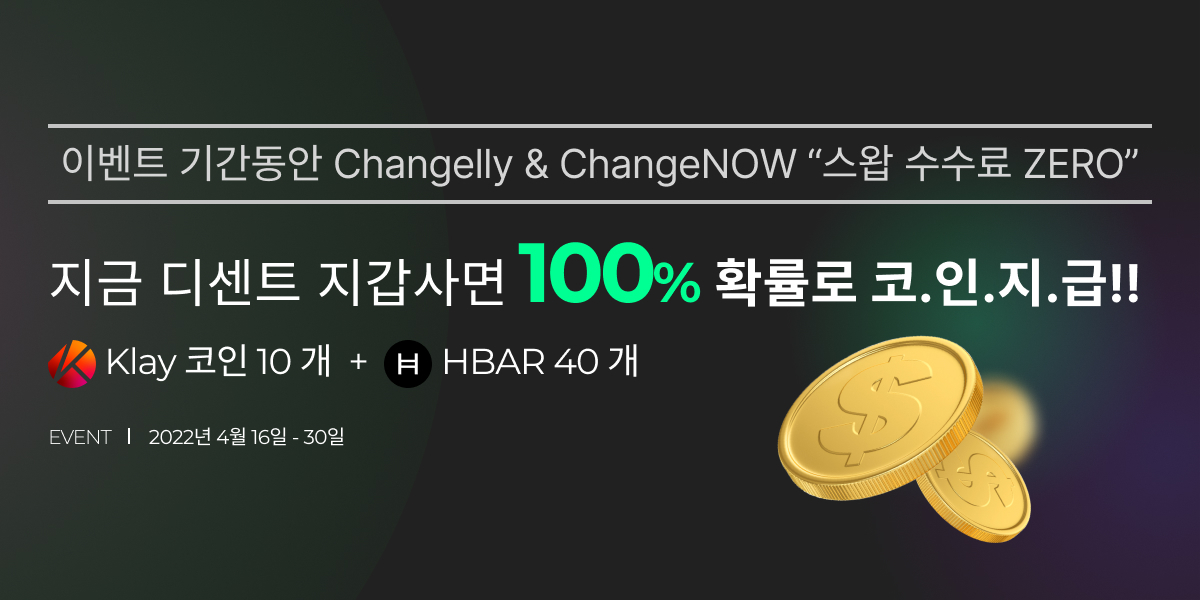 이벤트 기간동안 Changelly & ChangeNOW “스왑 수수료 ZERO”
지금 디센트 지갑사면 100% 확률로 코.인.지.급!!
Klay 코인 10 개 + HBAR 40 개
EVENT | 2022년 4월 16일 - 30일